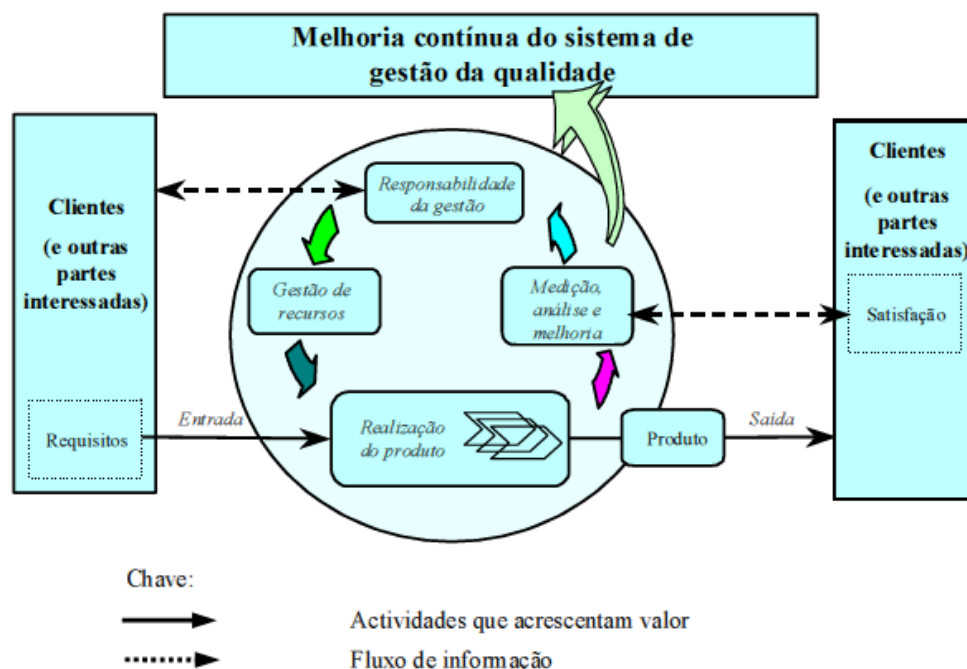 Melhoria contínua do sistema de
gestão da qualidade
Clientes
(e outras
partes
interessadas)
Requisitos
Entrada
Responsabilidade
da gestão
Gestão de
recursos
Medição,
análise e
melhoria
Realização
do produto
Produto
Saída
Clientes
(e outras
partes
interessadas)
Satisfação
Chave:
Actividades que acrescentam valor
Fluxo de informação